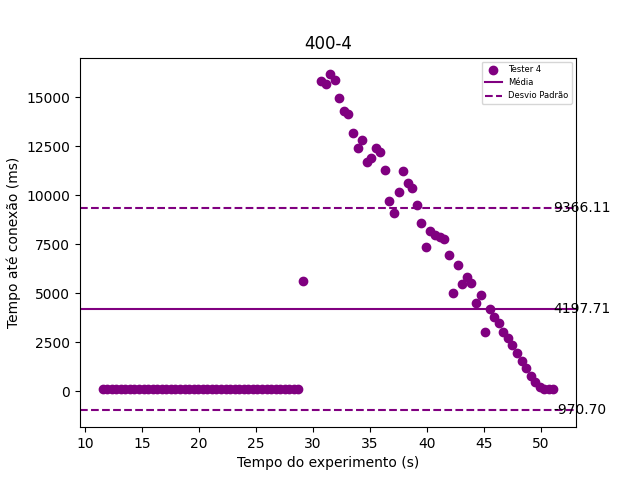 400-4
Tester 4
Média
Desvio Padrão
Tempo até conexão (ms)
15000
12500
10000
7500
5000
2500
0
9366.11
4197.71
-970.70
10 15 20 25 30 35 40 45 50
Tempo do experimento (s)